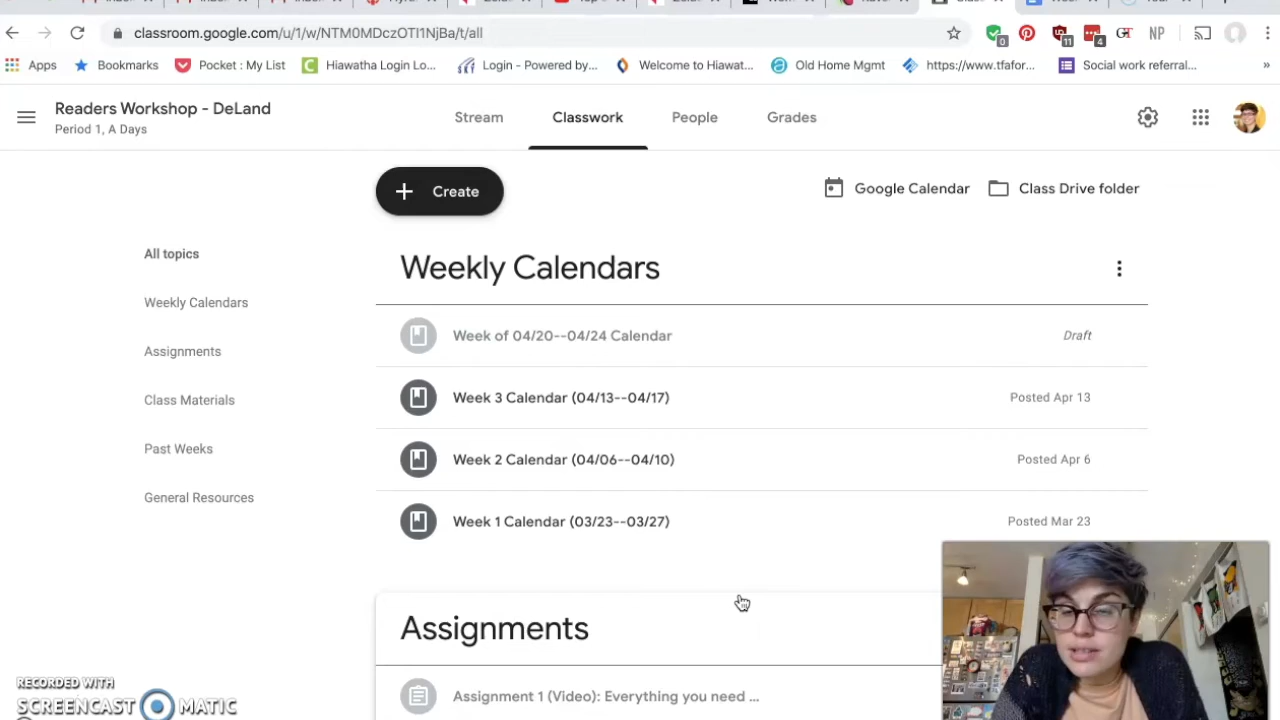 classroom.google.com/u/1/w/NTM0MDczOTI1NjBa/t/all
0
11
4
GT
NP
Apps
Bookmarks
Pocket : My List
Hiawatha Login Lo...
Login - Powered by...
Welcome to Hiawat...
Old Home Mgmt
https://www.tfafor...
Social work referral...
»
Readers Workshop - DeLand
Period 1, A Days
Stream
Classwork
People
Grades
Create
Google Calendar
Class Drive folder
All topics
Weekly Calendars
Assignments
Class Materials
Past Weeks
General Resources
Weekly Calendars
Week of 04/20--04/24 Calendar
Draft
Week 3 Calendar (04/13--04/17)
Posted Apr 13
Week 2 Calendar (04/06--04/10)
Posted Apr 6
Week 1 Calendar (03/23--03/27)
Posted Mar 23
Assignments
Assignment 1 (Video): Everything you need ...
RECORDED WITH
SCREENCAST MATIC